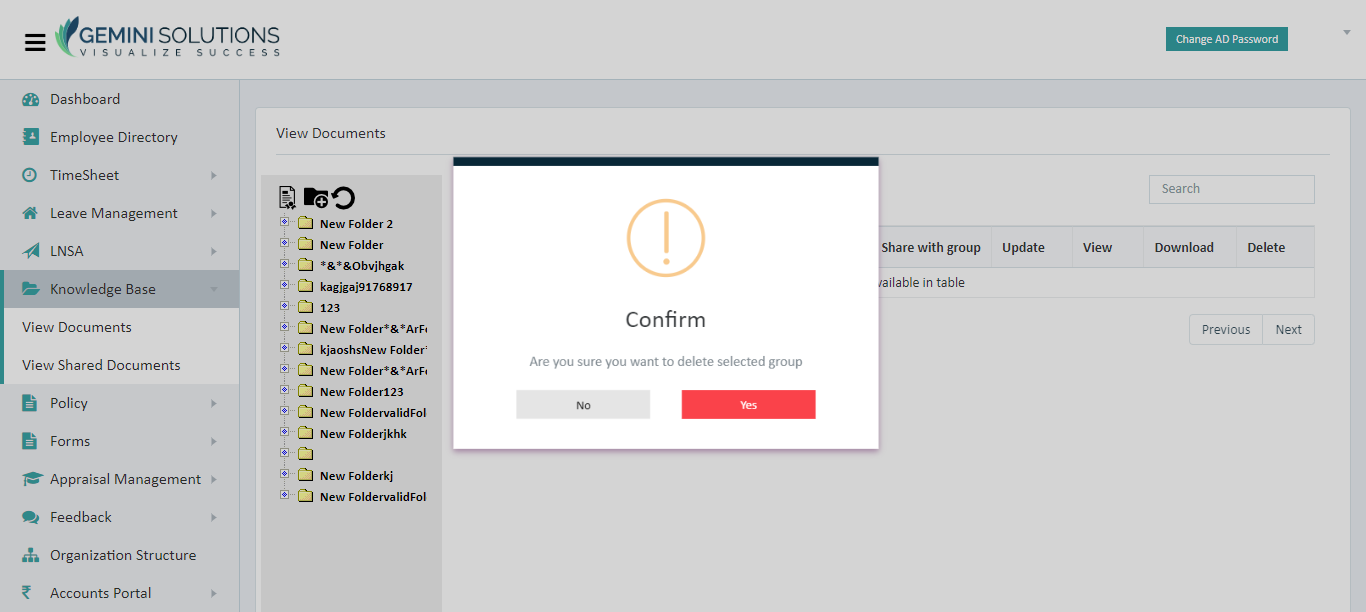 GEMINI SOLUTIONS
VISUALIZE SUCCESS
Change AD Password
Dashboard
Employee Directory
TimeSheet
Leave Management
LNSA
Knowledge Base
View Documents
View Shared Documents
Policy
Forms
Appraisal Management
Feedback
Organization Structure
Accounts Portal
View Documents
New Folder 2
New Folder
*&*&Obvjhgak
kagjgaj91768917
123
New Folder*&*ArFo
kjaoshsNew Folder*
New Folder*&*ArFo
New Folder123
New FoldervalidFol
New Folderjkhk
New Folderkj
New FoldervalidFol
Search
Share with group Update View Download Delete
vailable in table
Previous Next
Confirm
Are you sure you want to delete selected group
No Yes